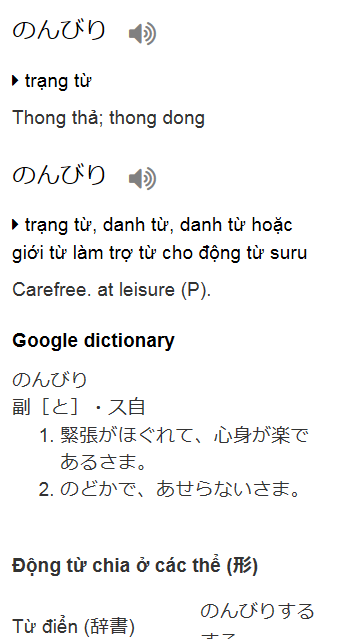 のんびり
trạng từ
Thong thả; thong dong
のんびり
trạng từ, danh từ, danh từ hoặc
giới từ làm trợ từ cho động từ suru
Carefree. at leisure (P).
Google dictionary
のんびり
副［と］・ス自
1. 緊張がほぐれて、心身が楽で
あるさま。
2. のどかで、あせらないさま。
Động từ chia ở các thể (形)
のんびりする
Từ điển (辞書)